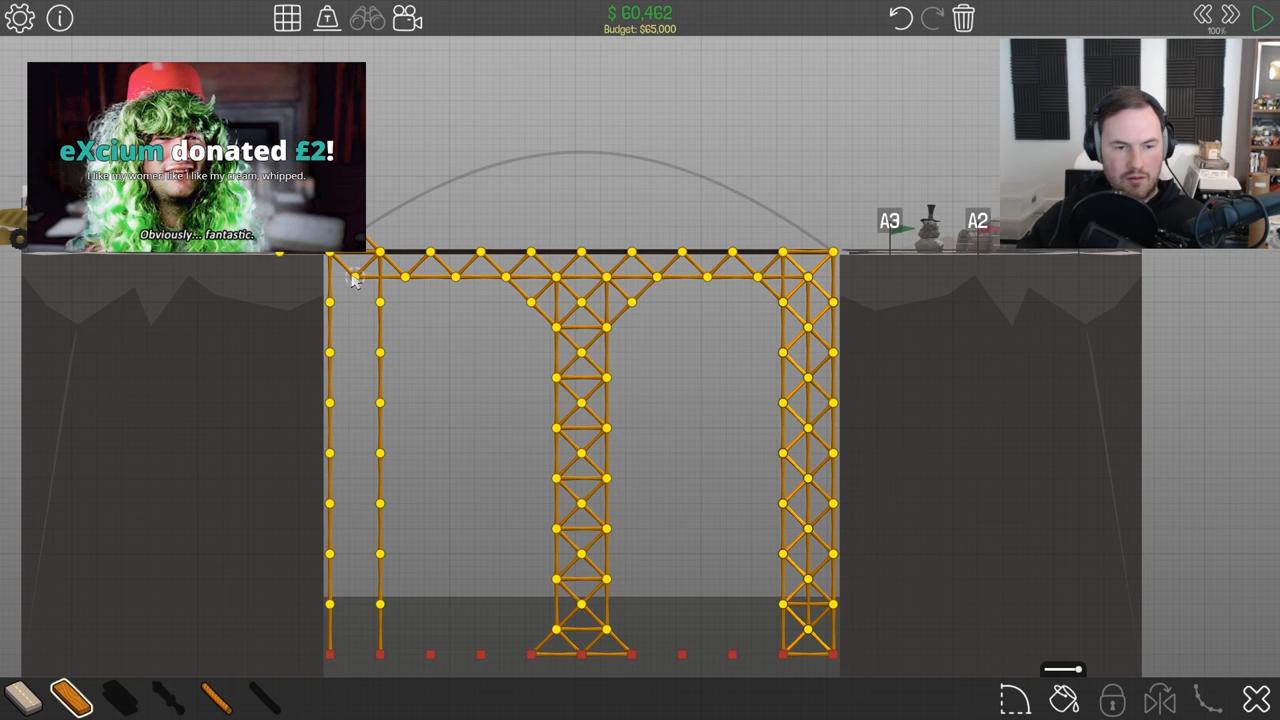 $ 60,462
Budget: $65,000
100%
T
eXcium donated £2!
I like my women like I like my cream, whipped.
Obviously... fantastic.
A3
A2